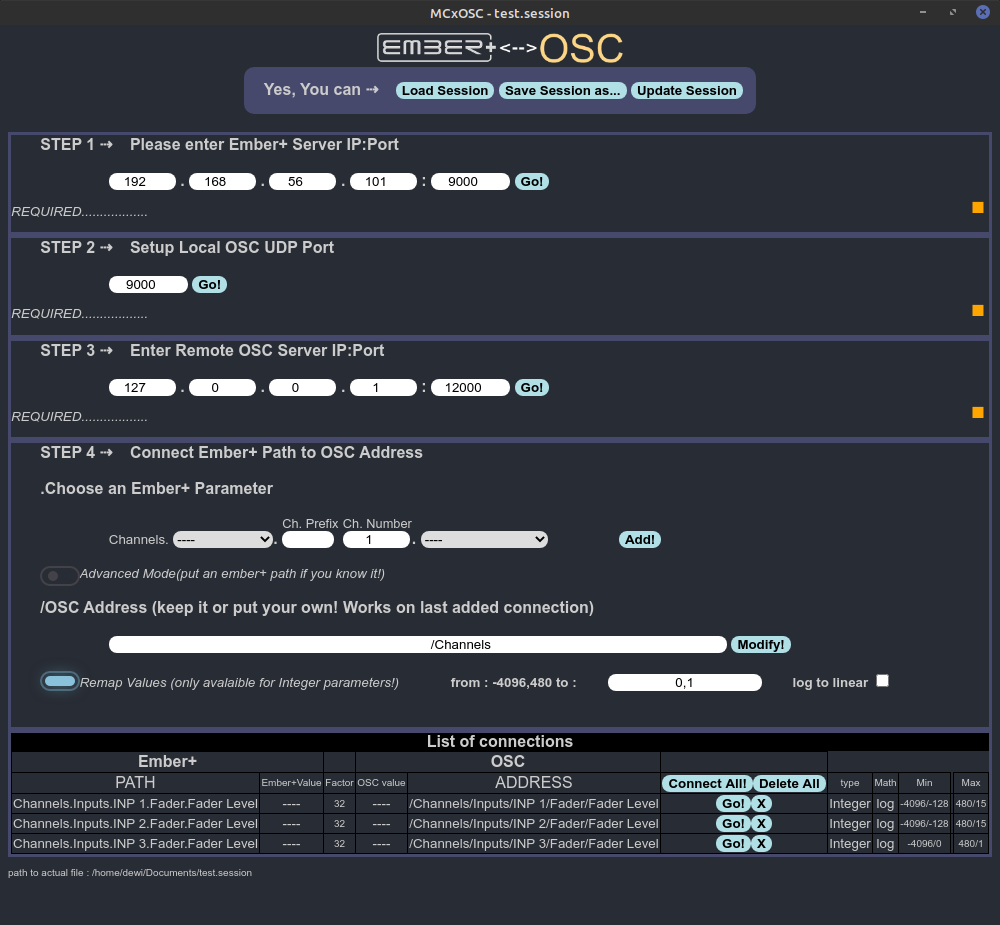 MCxOSC - test.session
EMBER+<-->OSC
Yes, You can ⇢ Load Session Save Session as... Update Session
STEP 1 ⇢ Please enter Ember+ Server IP:Port
192 . 168 . 56 . 101 : 9000 Go!
REQUIRED..................
STEP 2 ⇢ Setup Local OSC UDP Port
9000 Go!
REQUIRED..................
STEP 3 ⇢ Enter Remote OSC Server IP:Port
127 . 0 . 0 . 1 : 12000 Go!
REQUIRED..................
STEP 4 ⇢ Connect Ember+ Path to OSC Address
.Choose an Ember+ Parameter
Ch. Prefix Ch. Number
Channels. ---- . 1 . ---- Add!
Advanced Mode(put an ember+ path if you know it!)
/OSC Address (keep it or put your own! Works on last added connection)
/Channels Modify!
Remap Values (only avalaible for Integer parameters!) from : -4096,480 to : 0,1 log to linear
List of connections
Ember+ OSC
PATH Ember+Value Factor OSC value ADDRESS Connect All! Delete All type Math Min Max
Channels.Inputs.INP 1.Fader.Fader Level ---- 32 ---- /Channels/Inputs/INP 1/Fader/Fader Level Go! X Integer log -4096/-128 480/15
Channels.Inputs.INP 2.Fader.Fader Level ---- 32 ---- /Channels/Inputs/INP 2/Fader/Fader Level Go! X Integer log -4096/-128 480/15
Channels.Inputs.INP 3.Fader.Fader Level ---- 32 ---- /Channels/Inputs/INP 3/Fader/Fader Level Go! X Integer log -4096/0 480/1
path to actual file : /home/dewi/Documents/test.session